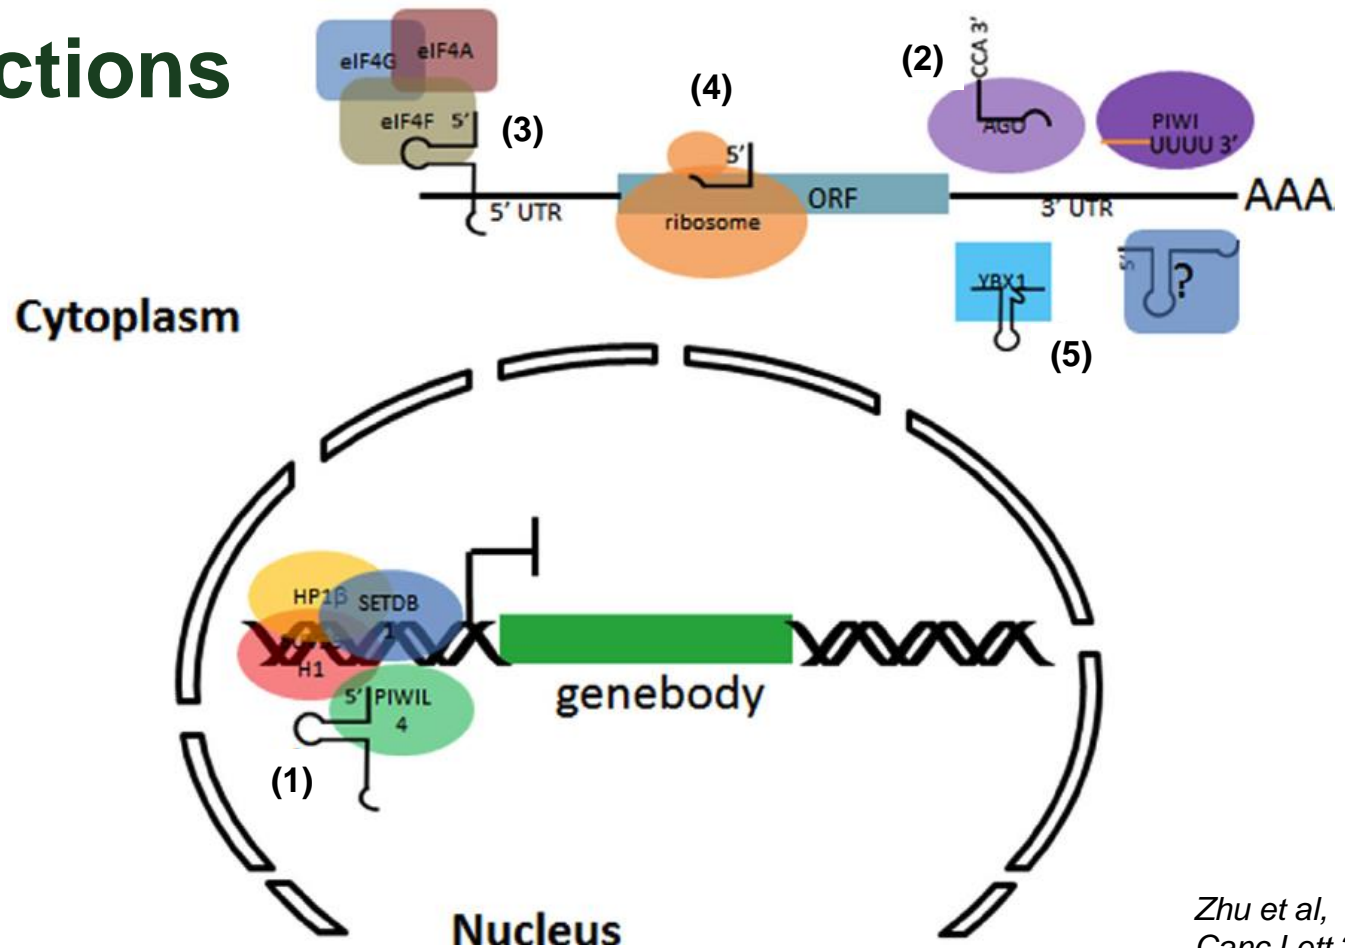 ctions
eIF4G
eIF4A
eIF4F 5'
(3)
(4)
5'
ribosome
ORF
5' UTR
(2)
CCA 3'
AGO
PIWI
UUUU 3'
3' UTR
AAA
YBX1
5'
?
(5)
Cytoplasm
HP1β
SETDB
1
H1
5'
PIWIL
4
(1)
genebody
Nucleus
Zhu et al,
Canc Lett